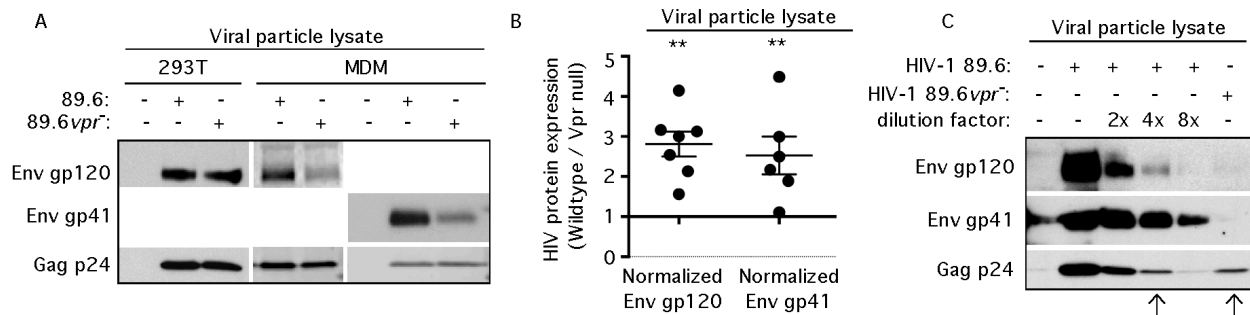 A
Viral particle lysate
293T MDM
89.6: - + - - + - - + -
89.6vpr⁻: - - + - - + - - +
Env gp120
Env gp41
Gag p24
B
Viral particle lysate
** **
HIV protein expression
(Wildtype / Vpr null)
5
4
3
2
1
0
Normalized Normalized
Env gp120 Env gp41
C
Viral particle lysate
HIV-1 89.6: - + + + + -
HIV-1 89.6vpr⁻: - - - - - +
dilution factor: - - 2x 4x 8x -
Env gp120
Env gp41
Gag p24
↑ ↑